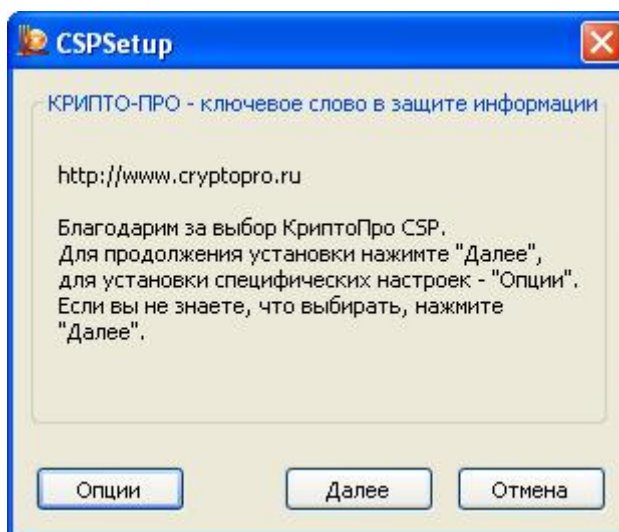 CSPSetup
КРИПТО-ПРО - ключевое слово в защите информации
http://www.cryptopro.ru
Благодарим за выбор КриптоПро CSP.
Для продолжения установки нажимте "Далее",
для установки специфических настроек - "Опции".
Если вы не знаете, что выбирать, нажмите
"Далее".
Опции
Далее
Отмена